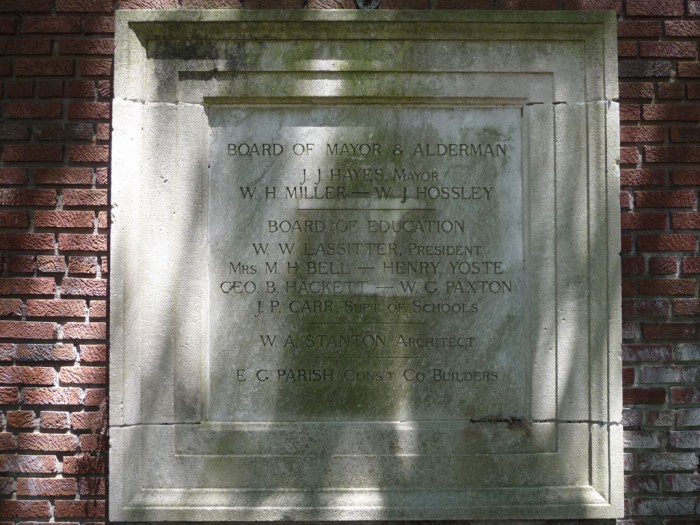 BOARD OF MAYOR & ALDERMAN
J. J. HAYES, MAYOR
W. H. MILLER — W. J. HOSSLEY
BOARD OF EDUCATION
W. W. LASSITTER, PRESIDENT
MRS M. H. BELL — HENRY YOSTE
GEO. B. HACKETT — W. C. PAXTON
J. P. CARR, SUPT OF SCHOOLS
W. A. STANTON, ARCHITECT
E. G. PARISH CONST CO. BUILDERS